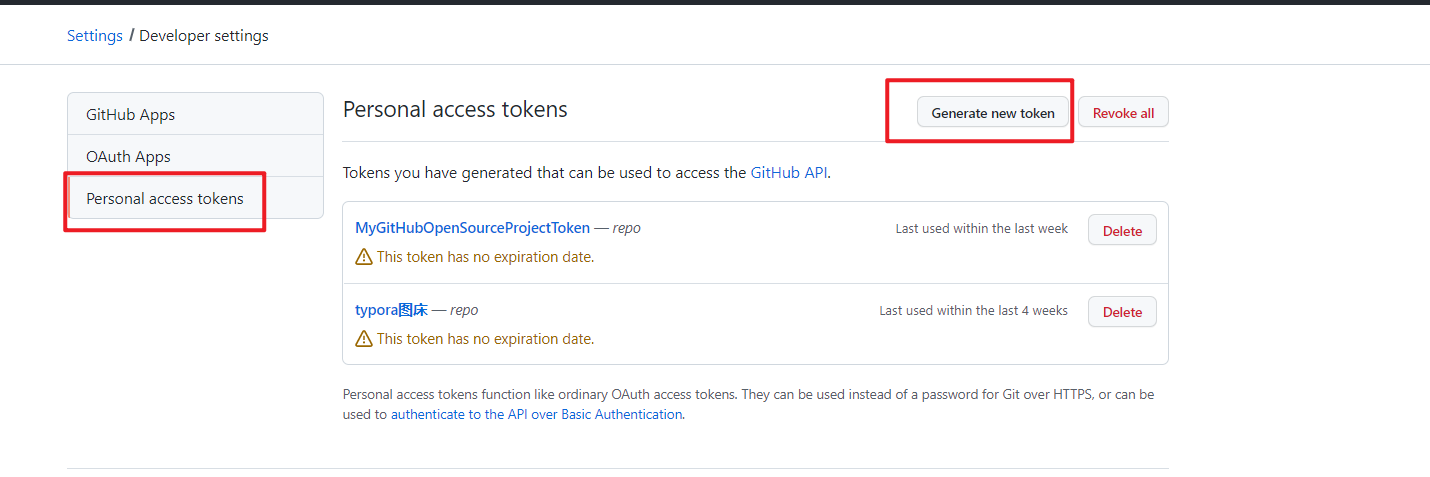 Settings / Developer settings
GitHub Apps
OAuth Apps
Personal access tokens
Personal access tokens
Generate new token
Revoke all
Tokens you have generated that can be used to access the GitHub API.
MyGitHubOpenSourceProjectToken — repo
Last used within the last week
Delete
This token has no expiration date.
typora图床 — repo
Last used within the last 4 weeks
Delete
This token has no expiration date.
Personal access tokens function like ordinary OAuth access tokens. They can be used instead of a password for Git over HTTPS, or can be
used to authenticate to the API over Basic Authentication.